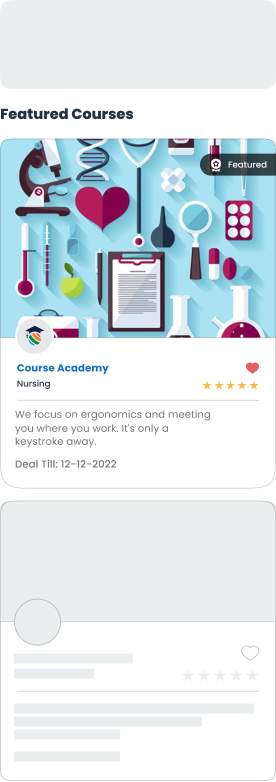 Featured Courses
Featured
Course Academy
Nursing
We focus on ergonomics and meeting
you where you work. It's only a
keystroke away.
Deal Till: 12-12-2022